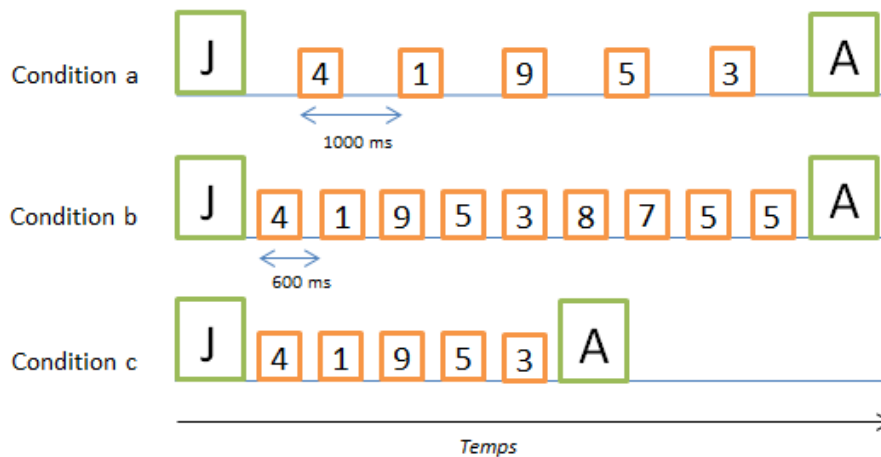 Condition a J 4 1 9 5 3 A
1000 ms
Condition b J 4 1 9 5 3 8 7 5 5 A
600 ms
Condition c J 4 1 9 5 3 A
Temps